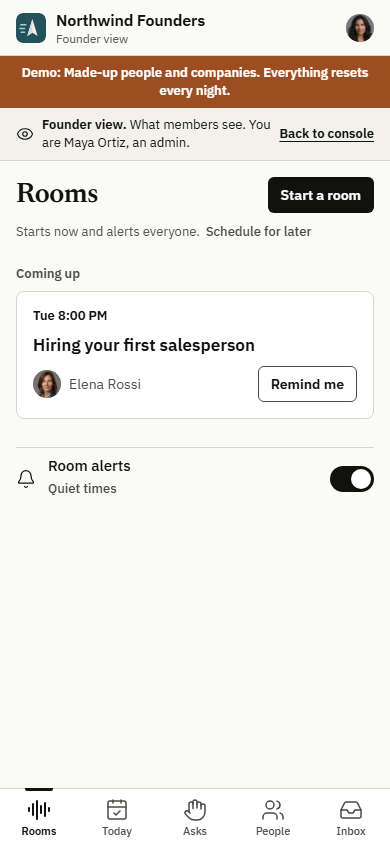 Northwind Founders
Founder view
Demo: Made-up people and companies. Everything resets
every night.
Founder view. What members see. You
are Maya Ortiz, an admin.
Back to console
Rooms
Start a room
Starts now and alerts everyone. Schedule for later
Coming up
Tue 8:00 PM
Hiring your first salesperson
Elena Rossi
Remind me
Room alerts
Quiet times
Rooms
Today
Asks
People
Inbox